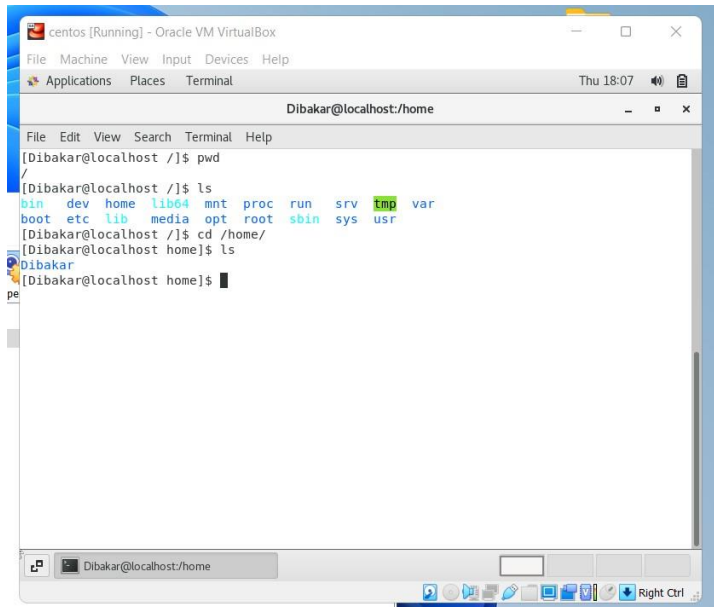 centos [Running] - Oracle VM VirtualBox
File Machine View Input Devices Help
Applications Places Terminal Thu 18:07
Dibakar@localhost:/home
File Edit View Search Terminal Help
[Dibakar@localhost /]$ pwd
/
[Dibakar@localhost /]$ ls
bin dev home lib64 mnt proc run srv tmp var
boot etc lib media opt root sbin sys usr
[Dibakar@localhost /]$ cd /home/
[Dibakar@localhost home]$ ls
Dibakar
[Dibakar@localhost home]$
pe
Dibakar@localhost:/home
Right Ctrl